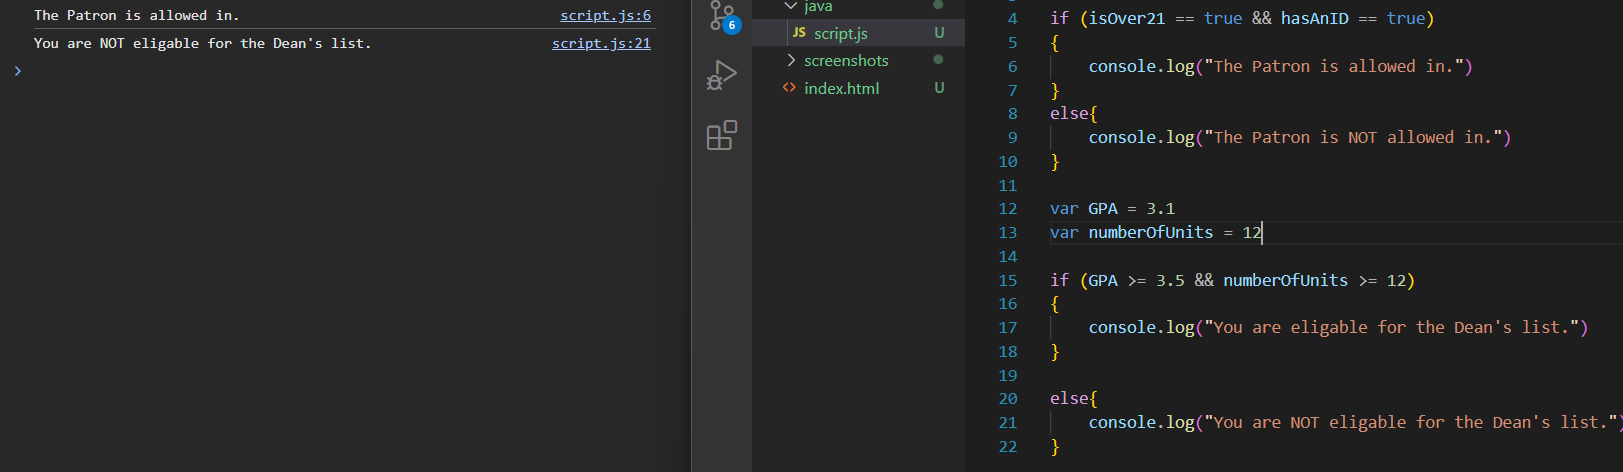 The Patron is allowed in. script.js:6
You are NOT eligable for the Dean's list. script.js:21
>
6
java
JS script.js U
> screenshots
<> index.html U
4 if (isOver21 == true && hasAnID == true)
5 {
6 console.log("The Patron is allowed in.")
7 }
8 else{
9 console.log("The Patron is NOT allowed in.")
10 }
11
12 var GPA = 3.1
13 var numberOfUnits = 12
14
15 if (GPA >= 3.5 && numberOfUnits >= 12)
16 {
17 console.log("You are eligable for the Dean's list.")
18 }
19
20 else{
21 console.log("You are NOT eligable for the Dean's list.")
22 }